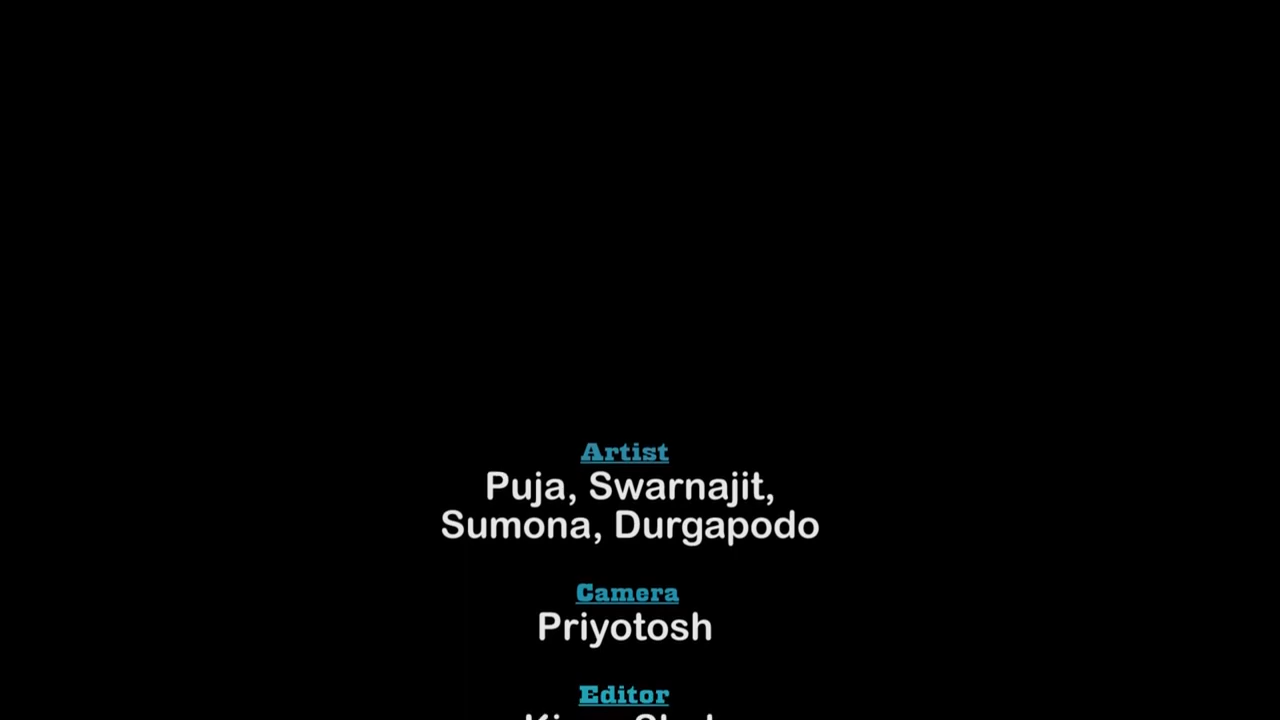 Artist
Puja, Swarnajit,
Sumona, Durgapodo
Camera
Priyotosh
Editor